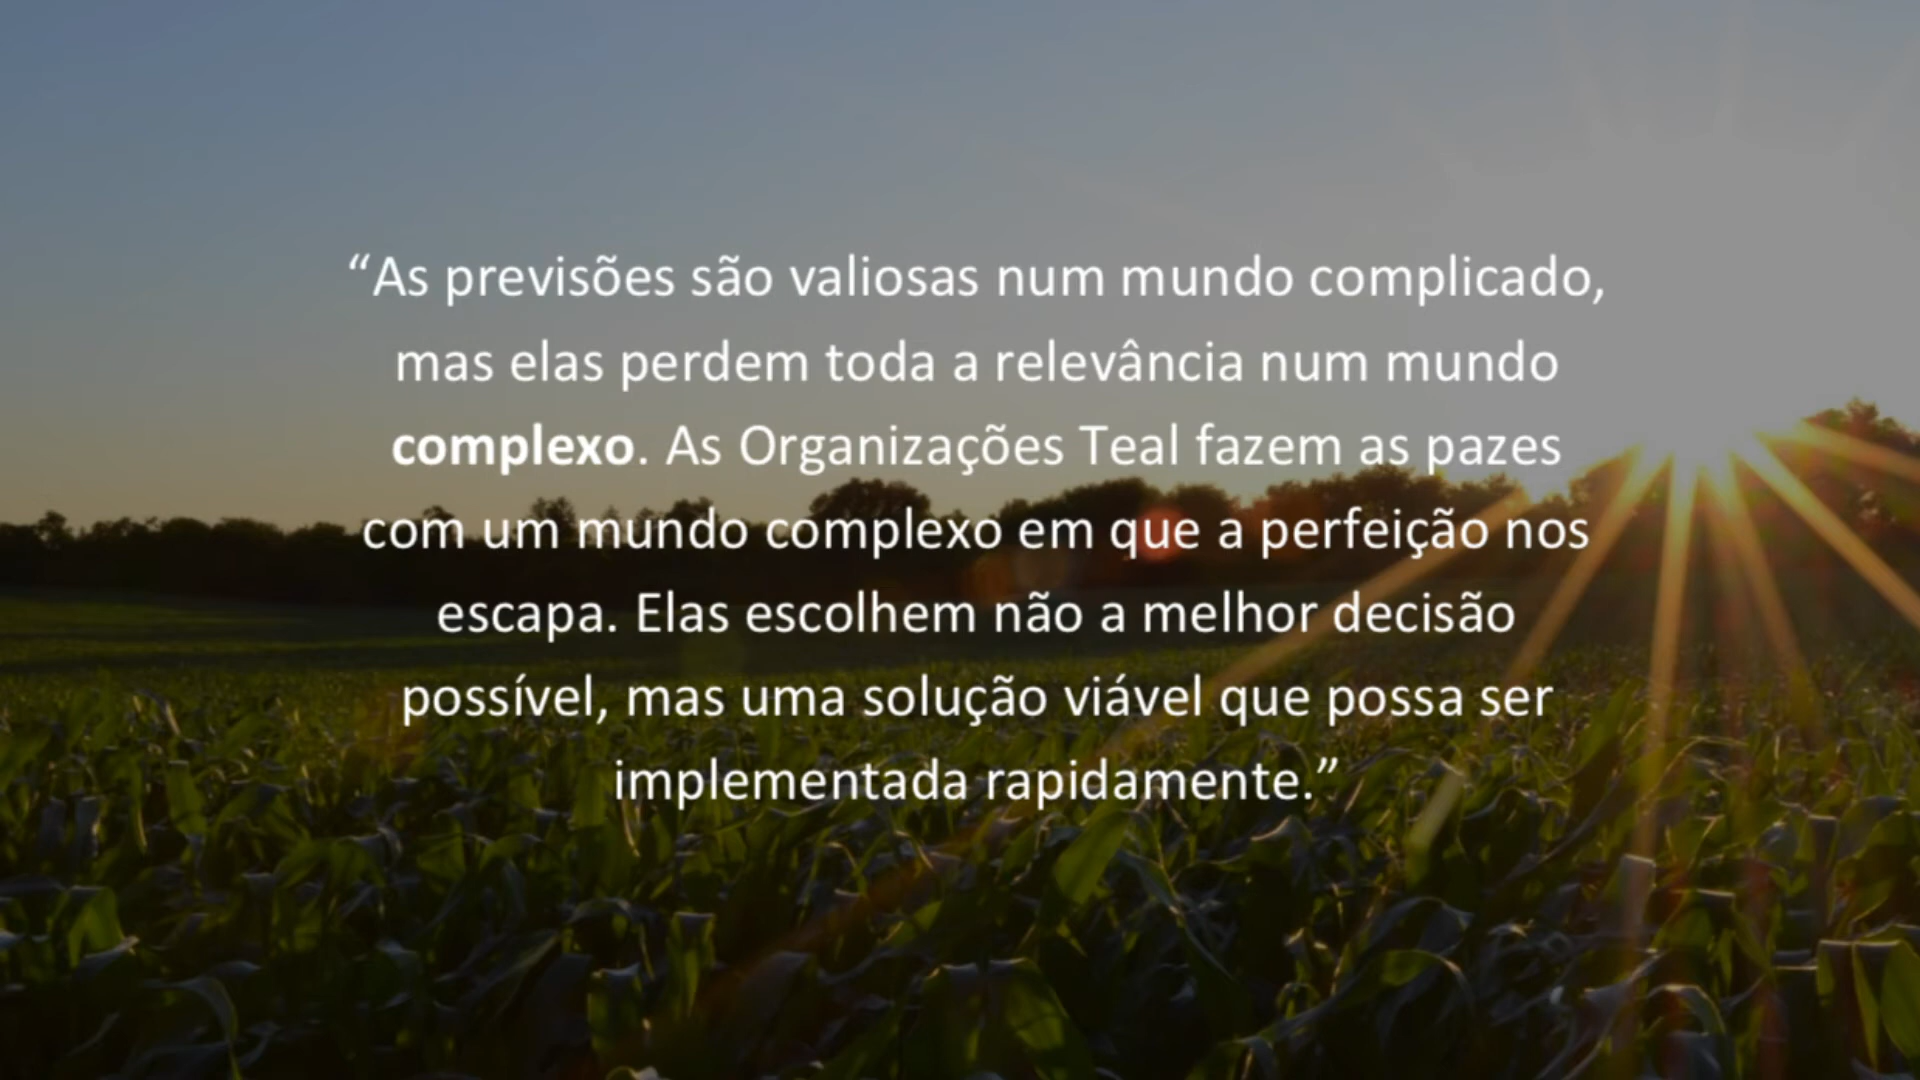 “As previsões são valiosas num mundo complicado,
mas elas perdem toda a relevância num mundo
complexo. As Organizações Teal fazem as pazes
com um mundo complexo em que a perfeição nos
escapa. Elas escolhem não a melhor decisão
possível, mas uma solução viável que possa ser
implementada rapidamente.”